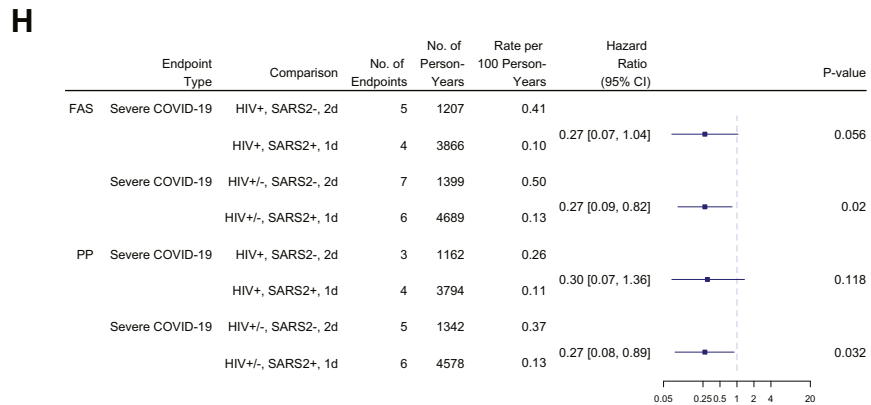 H
No. of Rate per Hazard
Endpoint No. of Person- 100 Person- Ratio
Type Comparison Endpoints Years Years (95% CI) P-value
FAS Severe COVID-19 HIV+, SARS2-, 2d 5 1207 0.41
0.27 [0.07, 1.04] 0.056
HIV+, SARS2+, 1d 4 3866 0.10
Severe COVID-19 HIV+/-, SARS2-, 2d 7 1399 0.50
0.27 [0.09, 0.82] 0.02
HIV+/-, SARS2+, 1d 6 4689 0.13
PP Severe COVID-19 HIV+, SARS2-, 2d 3 1162 0.26
0.30 [0.07, 1.36] 0.118
HIV+, SARS2+, 1d 4 3794 0.11
Severe COVID-19 HIV+/-, SARS2-, 2d 5 1342 0.37
0.27 [0.08, 0.89] 0.032
HIV+/-, SARS2+, 1d 6 4578 0.13
0.05 0.25 0.5 1 2 4 20